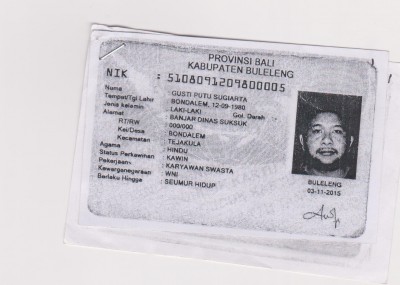 PROVINSI BALI
KABUPATEN BULELENG
NIK : 5108091209800005
Nama : GUSTI PUTU SUGIARTA
Tempat/Tgl Lahir : BONDALEM, 12-09-1980
Jenis kelamin : LAKI-LAKI Gol. Darah :
Alamat : BANJAR DINAS SUKSUK
RT/RW : 000/000
Kel/Desa : BONDALEM
Kecamatan : TEJAKULA
Agama : HINDU
Status Perkawinan : KAWIN
Pekerjaan : KARYAWAN SWASTA
Kewarganegaraan : WNI
Berlaku Hingga : SEUMUR HIDUP
BULELENG
03-11-2015